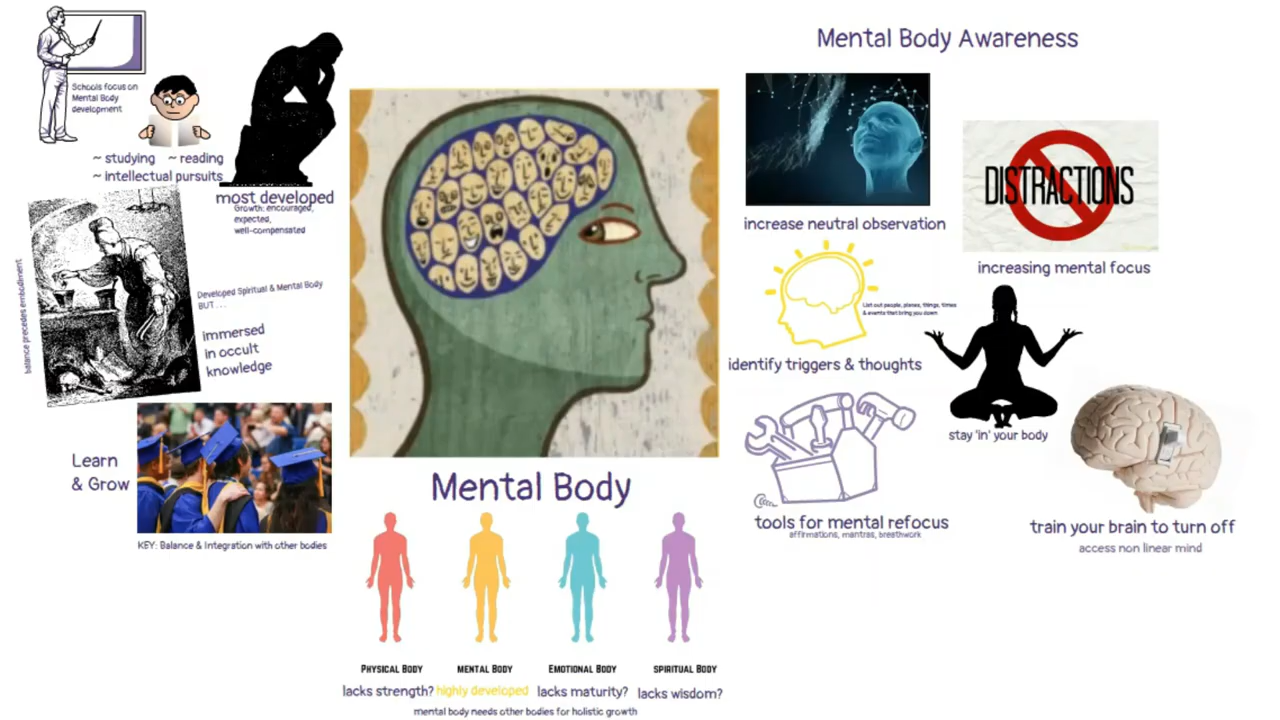 Schools focus on
Mental Body
development
~ studying ~ reading
~ intellectual pursuits
most developed
Growth: encouraged,
expected,
well-compensated
balance precedes embodiment
Developed Spiritual & Mental Body
BUT . . .
immersed
in occult
knowledge
Learn
& Grow
KEY: Balance & Integration with other bodies
Mental Body
PHYSICAL BODY
MENTAL BODY
EMOTIONAL BODY
SPIRITUAL BODY
lacks strength?
highly developed
lacks maturity?
lacks wisdom?
mental body needs other bodies for holistic growth
Mental Body Awareness
increase neutral observation
DISTRACTIONS
increasing mental focus
List out people, places, things, times
& events that bring you down
identify triggers & thoughts
stay 'in' your body
tools for mental refocus
affirmations, mantras, breathwork
train your brain to turn off
access non linear mind